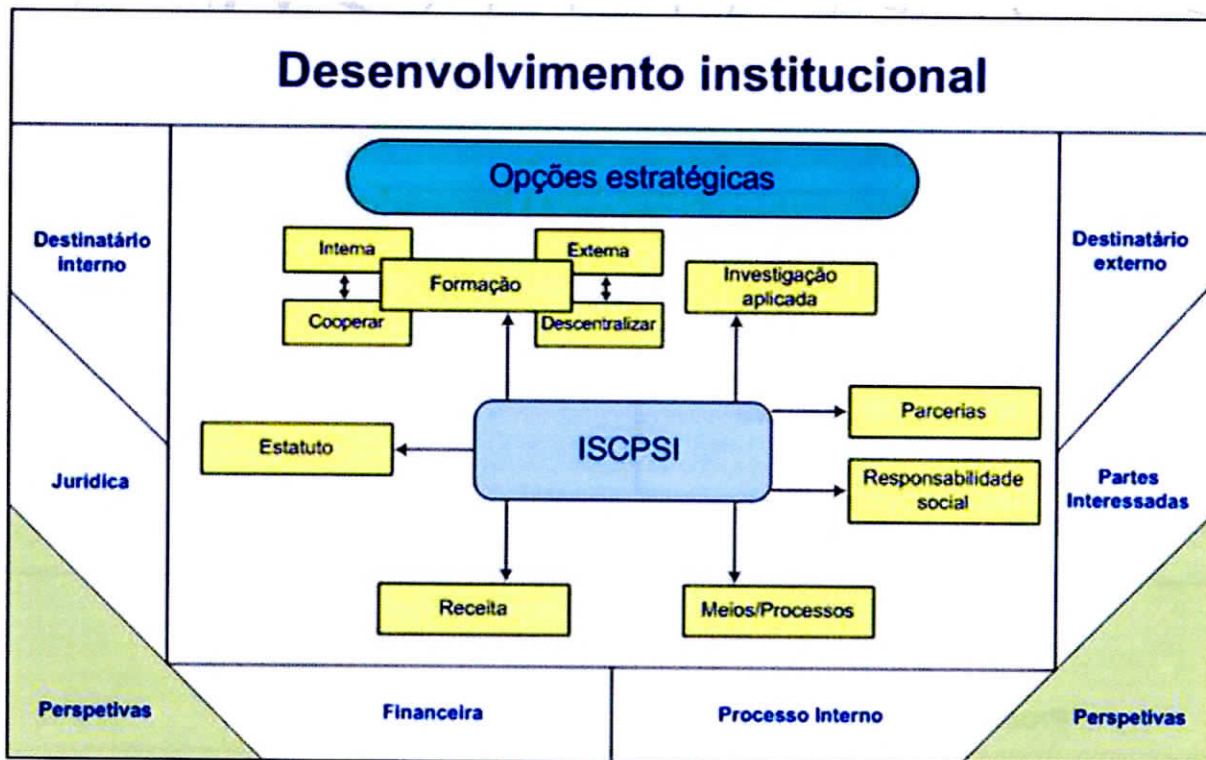 Desenvolvimento institucional
Opções estratégicas
Destinatário
interno
Destinatário
externo
Interna
Externa
Formação
Investigação
aplicada
Cooperar
Descentralizar
Parcerias
Estatuto
ISCPSI
Jurídica
Responsabilidade
social
Partes
Interessadas
Receita
Meios/Processos
Perspetivas
Financeira
Processo Interno
Perspetivas